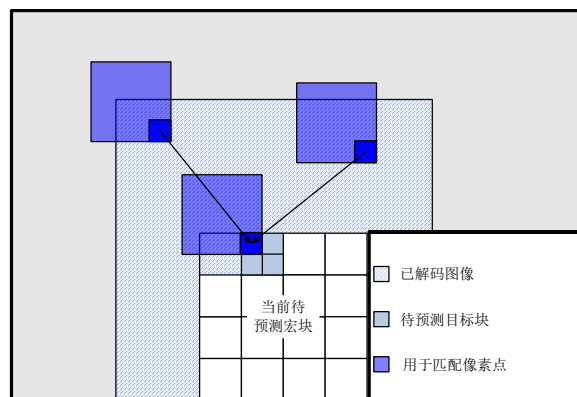 当前待
预测宏块
已解码图像
待预测目标块
用于匹配像素点